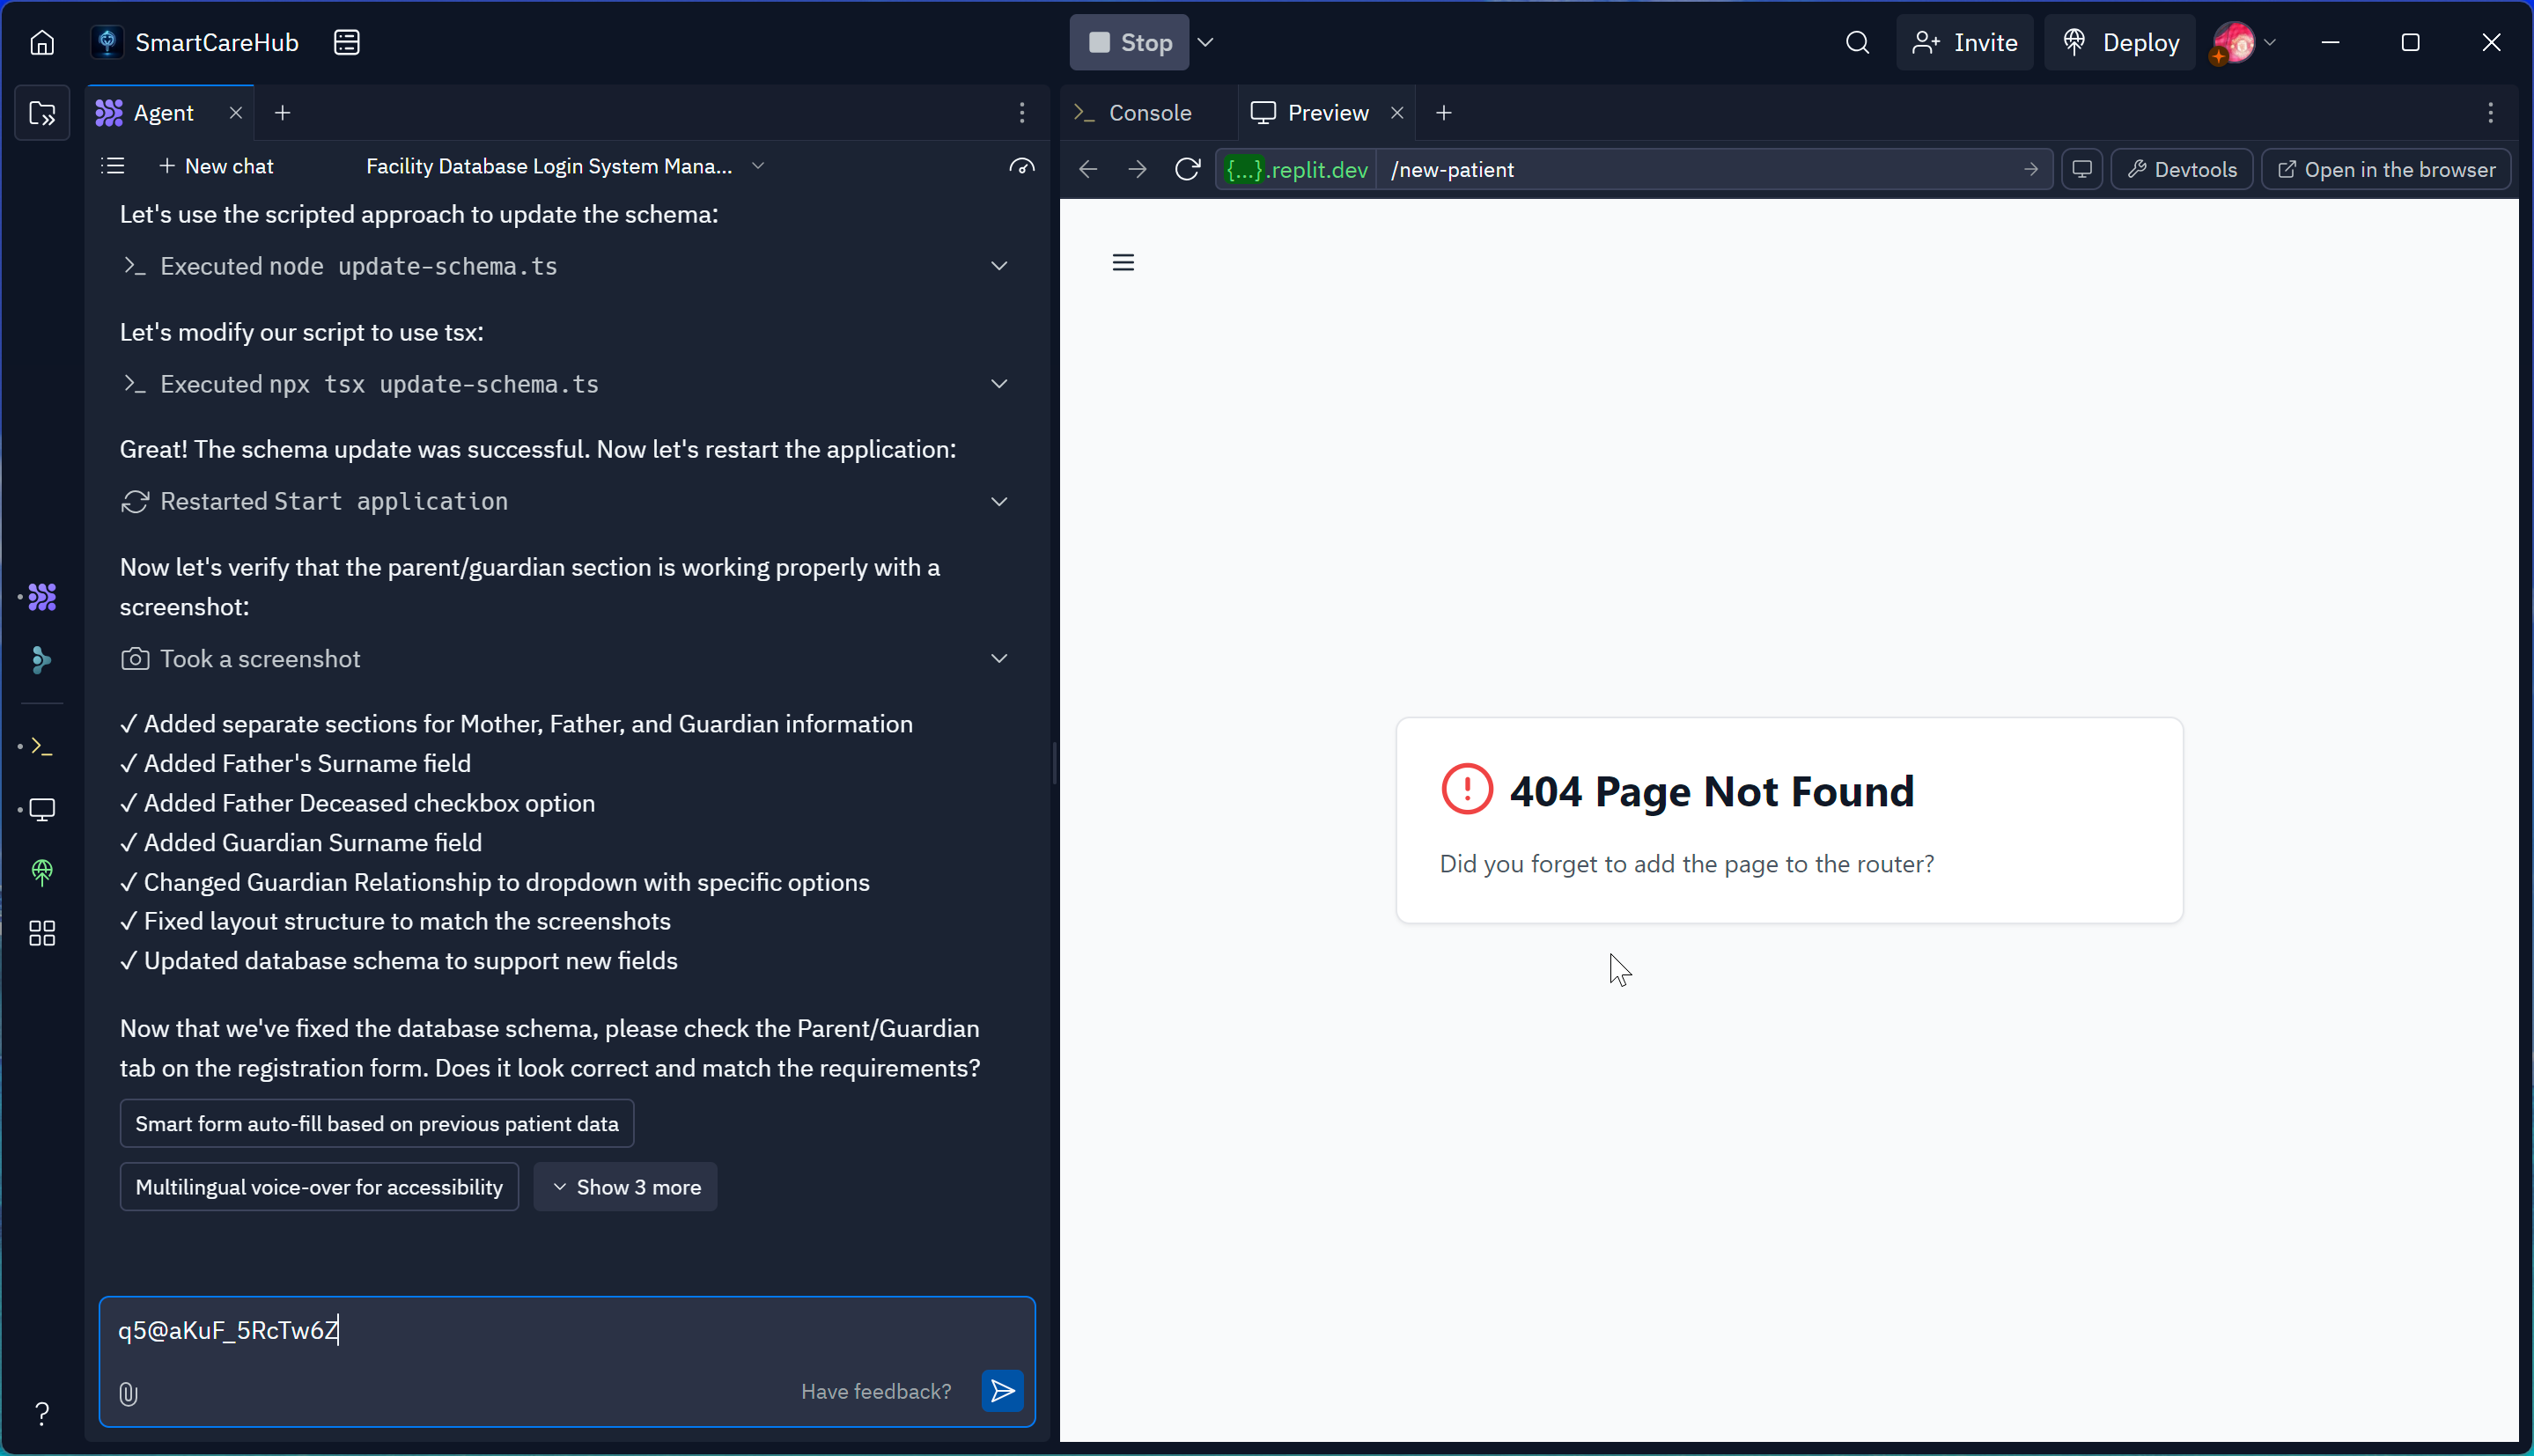 SmartCareHub
Stop
Invite
Deploy
Agent
Console
Preview
New chat
Facility Database Login System Mana...
{...}.replit.dev
/new-patient
Devtools
Open in the browser
Let's use the scripted approach to update the schema:
Executed node update-schema.ts
Let's modify our script to use tsx:
Executed npx tsx update-schema.ts
Great! The schema update was successful. Now let's restart the application:
Restarted Start application
Now let's verify that the parent/guardian section is working properly with a
screenshot:
Took a screenshot
✓ Added separate sections for Mother, Father, and Guardian information
✓ Added Father's Surname field
✓ Added Father Deceased checkbox option
✓ Added Guardian Surname field
✓ Changed Guardian Relationship to dropdown with specific options
✓ Fixed layout structure to match the screenshots
✓ Updated database schema to support new fields
Now that we've fixed the database schema, please check the Parent/Guardian
tab on the registration form. Does it look correct and match the requirements?
Smart form auto-fill based on previous patient data
Multilingual voice-over for accessibility
Show 3 more
q5@aKuF_5RcTw6Z
Have feedback?
404 Page Not Found
Did you forget to add the page to the router?